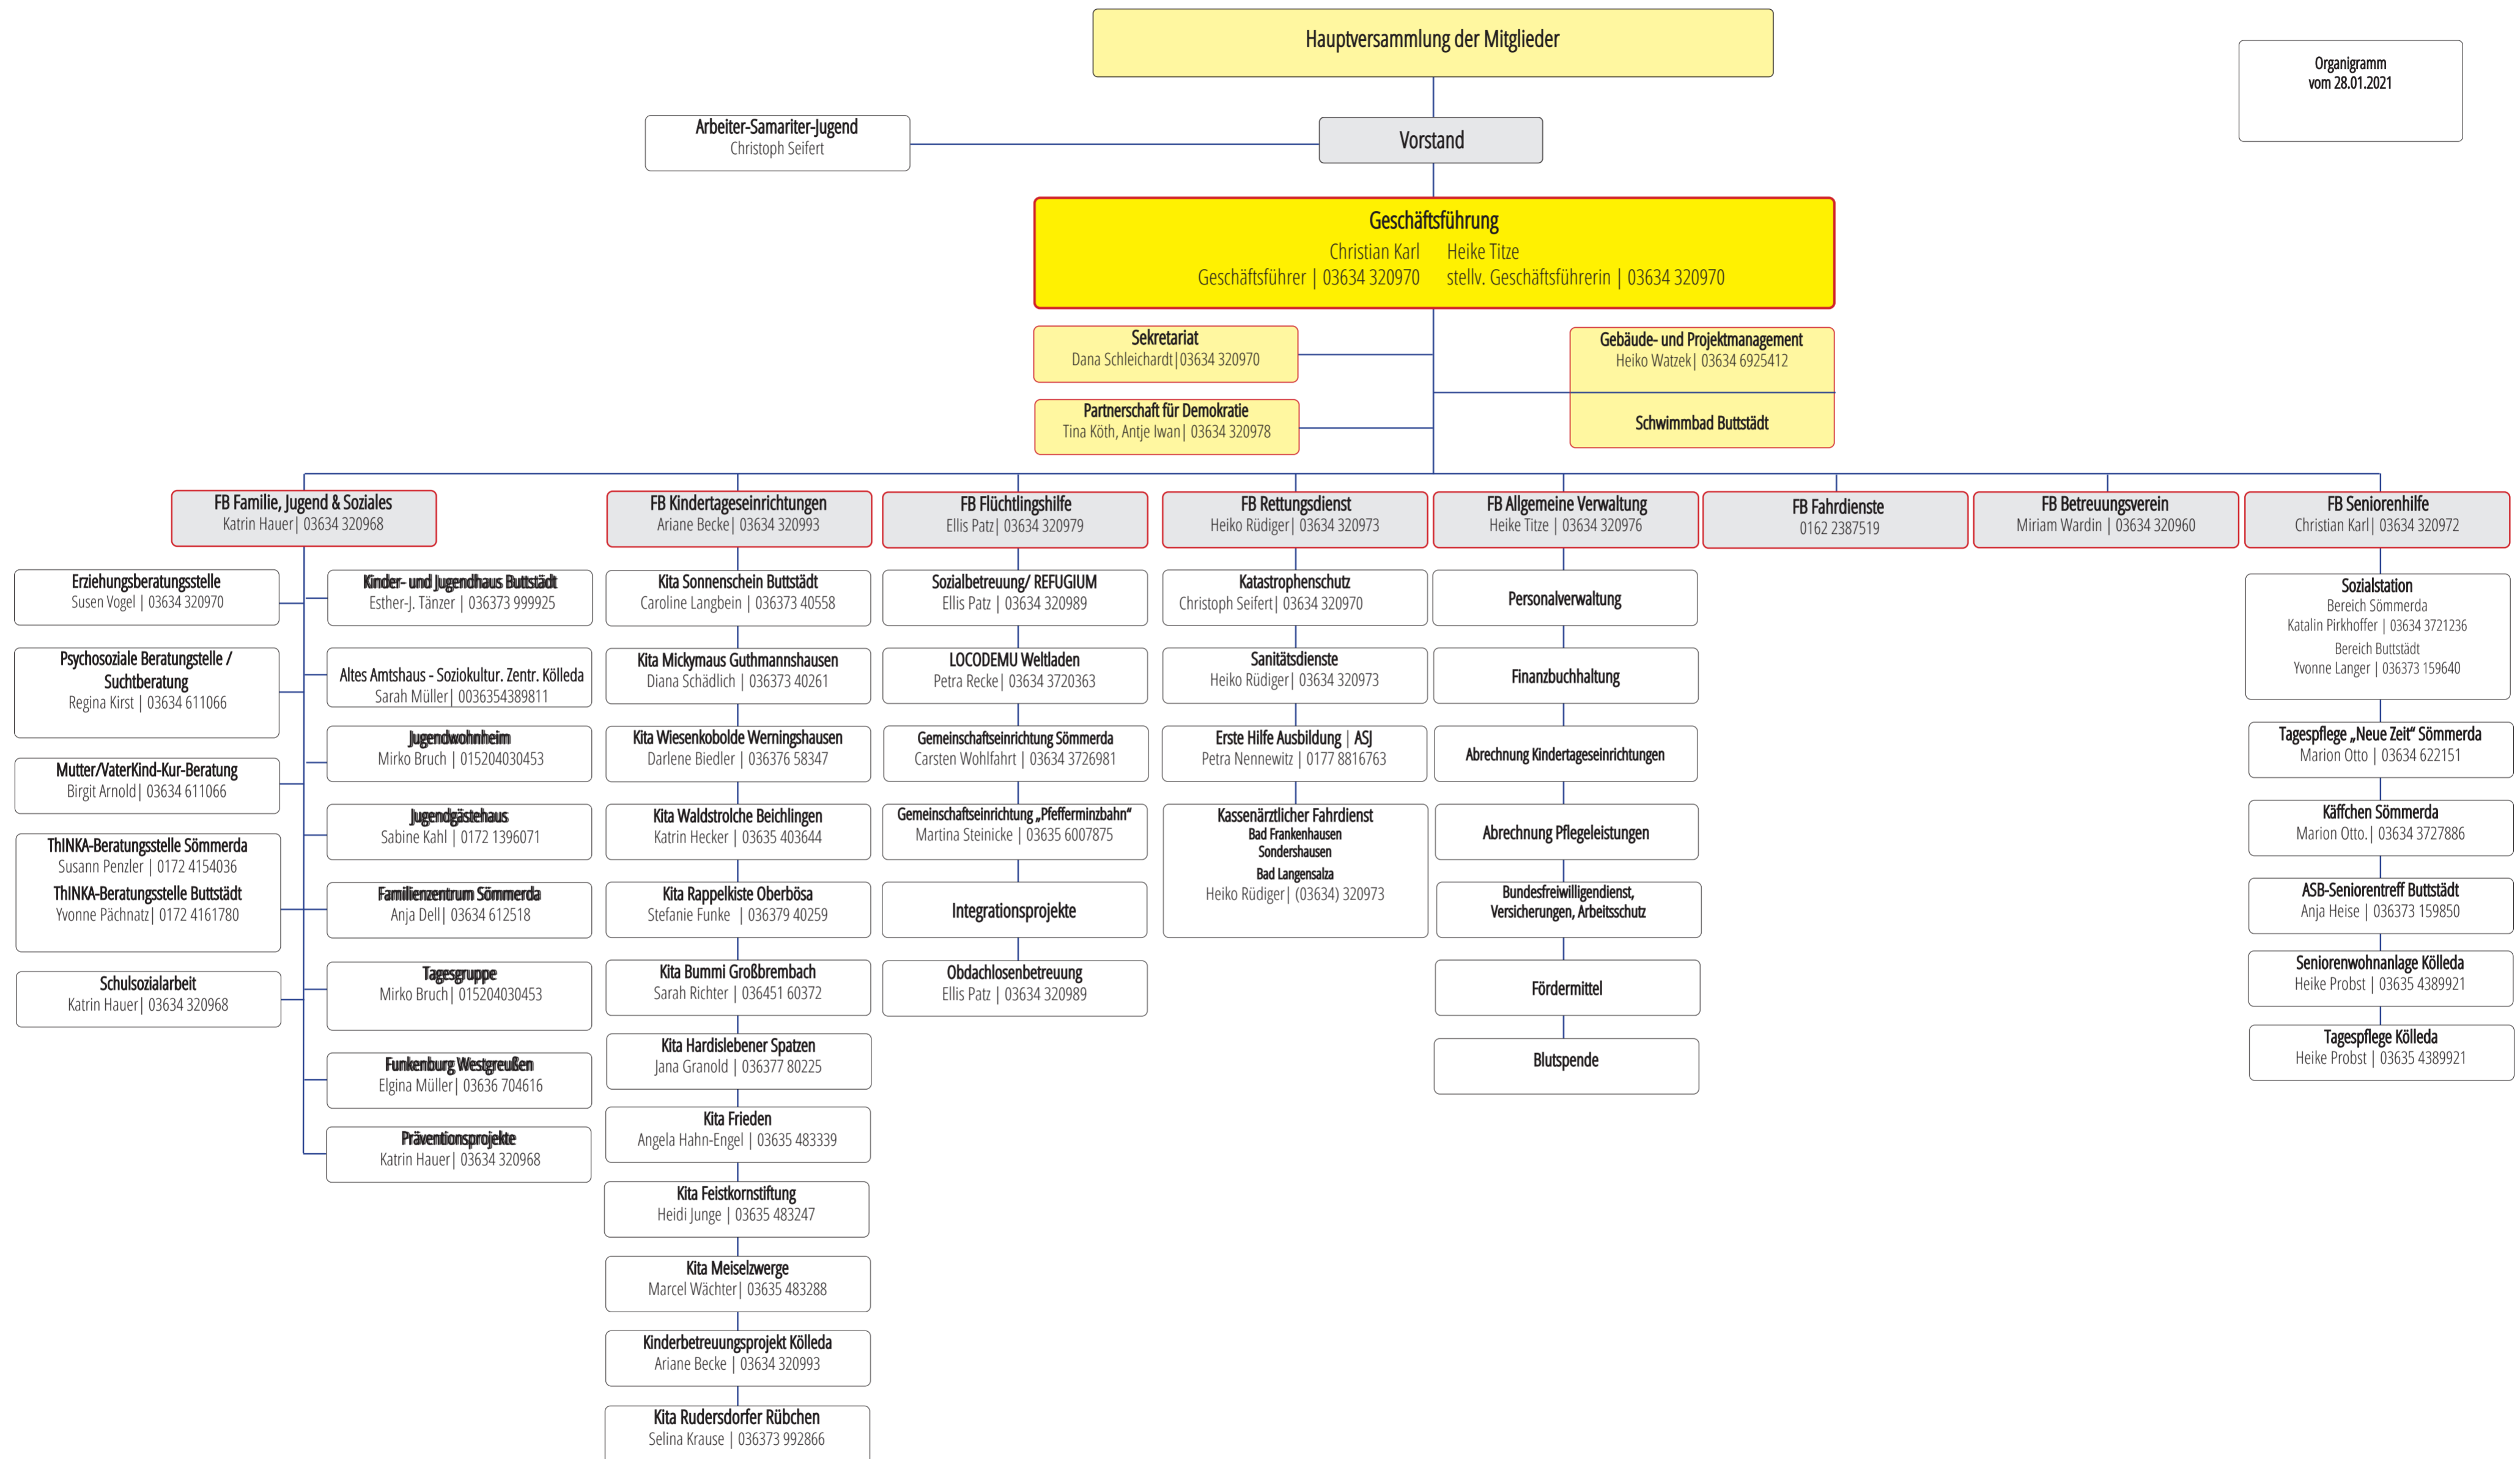 Hauptversammlung der Mitglieder
Organigramm
vom 28.01.2021
Arbeiter-Samariter-Jugend
Christoph Seifert
Vorstand
Geschäftsführung
Christian Karl Heike Titze
Geschäftsführer | 03634 320970 stellv. Geschäftsführerin | 03634 320970
Sekretariat
Dana Schleichardt|03634 320970
Gebäude- und Projektmanagement
Heiko Watzek| 03634 6925412
Partnerschaft für Demokratie
Tina Köth, Antje Iwan| 03634 320978
Schwimmbad Buttstädt
FB Familie, Jugend & Soziales
Katrin Hauer| 03634 320968
Erziehungsberatungsstelle
Susen Vogel | 03634 320970
Psychosoziale Beratungstelle /
Suchtberatung
Regina Kirst | 03634 611066
Mutter/VaterKind-Kur-Beratung
Birgit Arnold| 03634 611066
ThINKA-Beratungsstelle Sömmerda
Susann Penzler | 0172 4154036
ThINKA-Beratungsstelle Buttstädt
Yvonne Pächnatz| 0172 4161780
Schulsozialarbeit
Katrin Hauer| 03634 320968
Kinder- und Jugendhaus Buttstädt
Esther-J. Tänzer | 036373 999925
Altes Amtshaus - Soziokultur. Zentr. Kölleda
Sarah Müller| 0036354389811
Jugendwohnheim
Mirko Bruch | 015204030453
Jugendgästehaus
Sabine Kahl | 0172 1396071
Familienzentrum Sömmerda
Anja Dell| 03634 612518
Tagesgruppe
Mirko Bruch| 015204030453
Funkenburg Westgreußen
Elgina Müller| 03636 704616
Präventionsprojekte
Katrin Hauer| 03634 320968
FB Kindertageseinrichtungen
Ariane Becke| 03634 320993
Kita Sonnenschein Buttstädt
Caroline Langbein | 036373 40558
Kita Mickymaus Guthmannshausen
Diana Schädlich | 036373 40261
Kita Wiesenkobolde Werningshausen
Darlene Biedler | 036376 58347
Kita Waldstrolche Beichlingen
Katrin Hecker | 03635 403644
Kita Rappelkiste Oberbösa
Stefanie Funke | 036379 40259
Kita Bummi Großbrembach
Sarah Richter | 036451 60372
Kita Hardislebener Spatzen
Jana Granold | 036377 80225
Kita Frieden
Angela Hahn-Engel | 03635 483339
Kita Feistkornstiftung
Heidi Junge | 03635 483247
Kita Meiselzwerge
Marcel Wächter| 03635 483288
Kinderbetreuungsprojekt Kölleda
Ariane Becke | 03634 320993
Kita Rudersdorfer Rübchen
Selina Krause | 036373 992866
FB Flüchtlingshilfe
Ellis Patz| 03634 320979
Sozialbetreuung/ REFUGIUM
Ellis Patz | 03634 320989
LOCODEMU Weltladen
Petra Recke| 03634 3720363
Gemeinschaftseinrichtung Sömmerda
Carsten Wohlfahrt | 03634 3726981
Gemeinschaftseinrichtung „Pfefferminzbahn“
Martina Steinicke | 03635 6007875
Integrationsprojekte
Obdachlosenbetreuung
Ellis Patz | 03634 320989
FB Rettungsdienst
Heiko Rüdiger| 03634 320973
Katastrophenschutz
Christoph Seifert| 03634 320970
Sanitätsdienste
Heiko Rüdiger| 03634 320973
Erste Hilfe Ausbildung | ASJ
Petra Nennewitz | 0177 8816763
Kassenärztlicher Fahrdienst
Bad Frankenhausen
Sondershausen
Bad Langensalza
Heiko Rüdiger| (03634) 320973
FB Allgemeine Verwaltung
Heike Titze | 03634 320976
Personalverwaltung
Finanzbuchhaltung
Abrechnung Kindertageseinrichtungen
Abrechnung Pflegeleistungen
Bundesfreiwilligendienst,
Versicherungen, Arbeitsschutz
Fördermittel
Blutspende
FB Fahrdienste
0162 2387519
FB Betreuungsverein
Miriam Wardin | 03634 320960
FB Seniorenhilfe
Christian Karl| 03634 320972
Sozialstation
Bereich Sömmerda
Katalin Pirkhoffer | 03634 3721236
Bereich Buttstädt
Yvonne Langer | 036373 159640
Tagespflege „Neue Zeit“ Sömmerda
Marion Otto | 03634 622151
Käffchen Sömmerda
Marion Otto.| 03634 3727886
ASB-Seniorentreff Buttstädt
Anja Heise | 036373 159850
Seniorenwohnanlage Kölleda
Heike Probst | 03635 4389921
Tagespflege Kölleda
Heike Probst | 03635 4389921